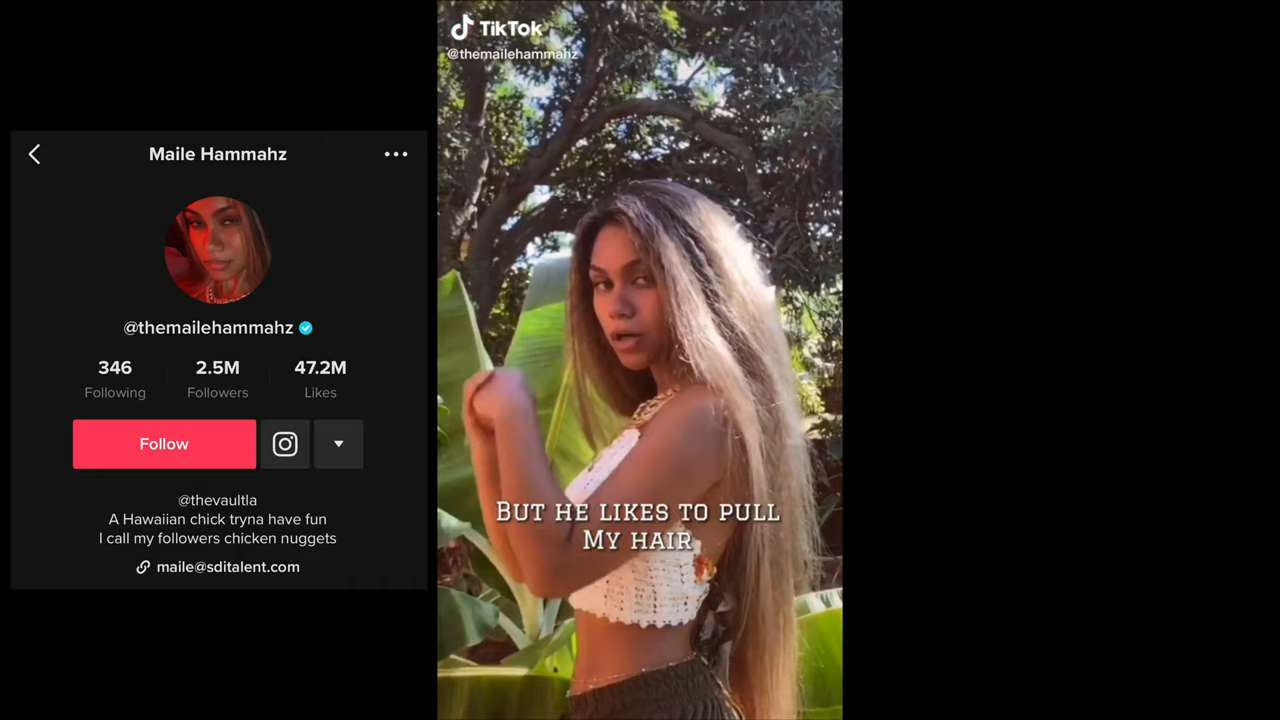 Maile Hammahz
@themailehammahz
346
2.5M
47.2M
Following
Followers
Likes
Follow
@thevaultla
A Hawaiian chick tryna have fun
I call my followers chicken nuggets
maile@sditalent.com
TikTok
@themailehammahz
BUT HE LIKES TO PULL
MY HAIR